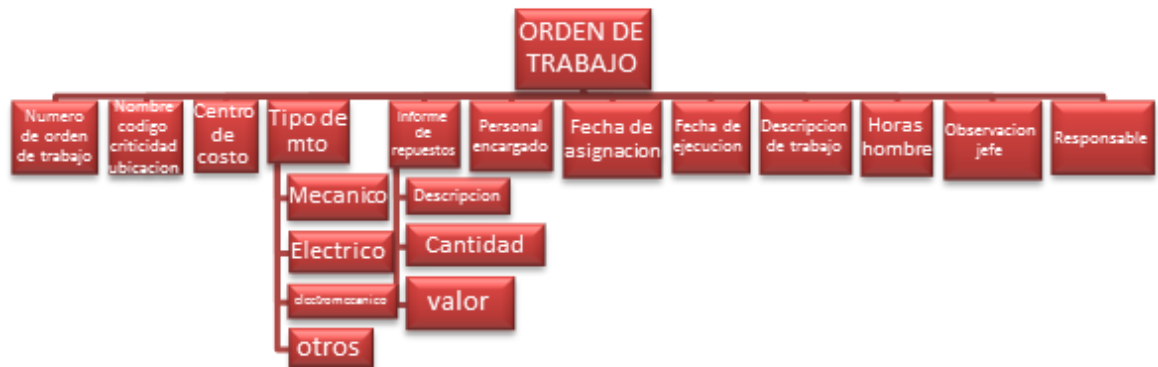 ORDEN DE
TRABAJO
Numero
de orden
de trabajo
Nombre
codigo
criticidad
ubicacion
Centro
de
costo
Tipo de
mto
Informe
de
repuestos
Personal
encargado
Fecha de
asignacion
Fecha de
ejecucion
Descripcion
de trabajo
Horas
hombre
Observacion
jefe
Responsable
Mecanico
Electrico
electromecanico
otros
Descripcion
Cantidad
valor